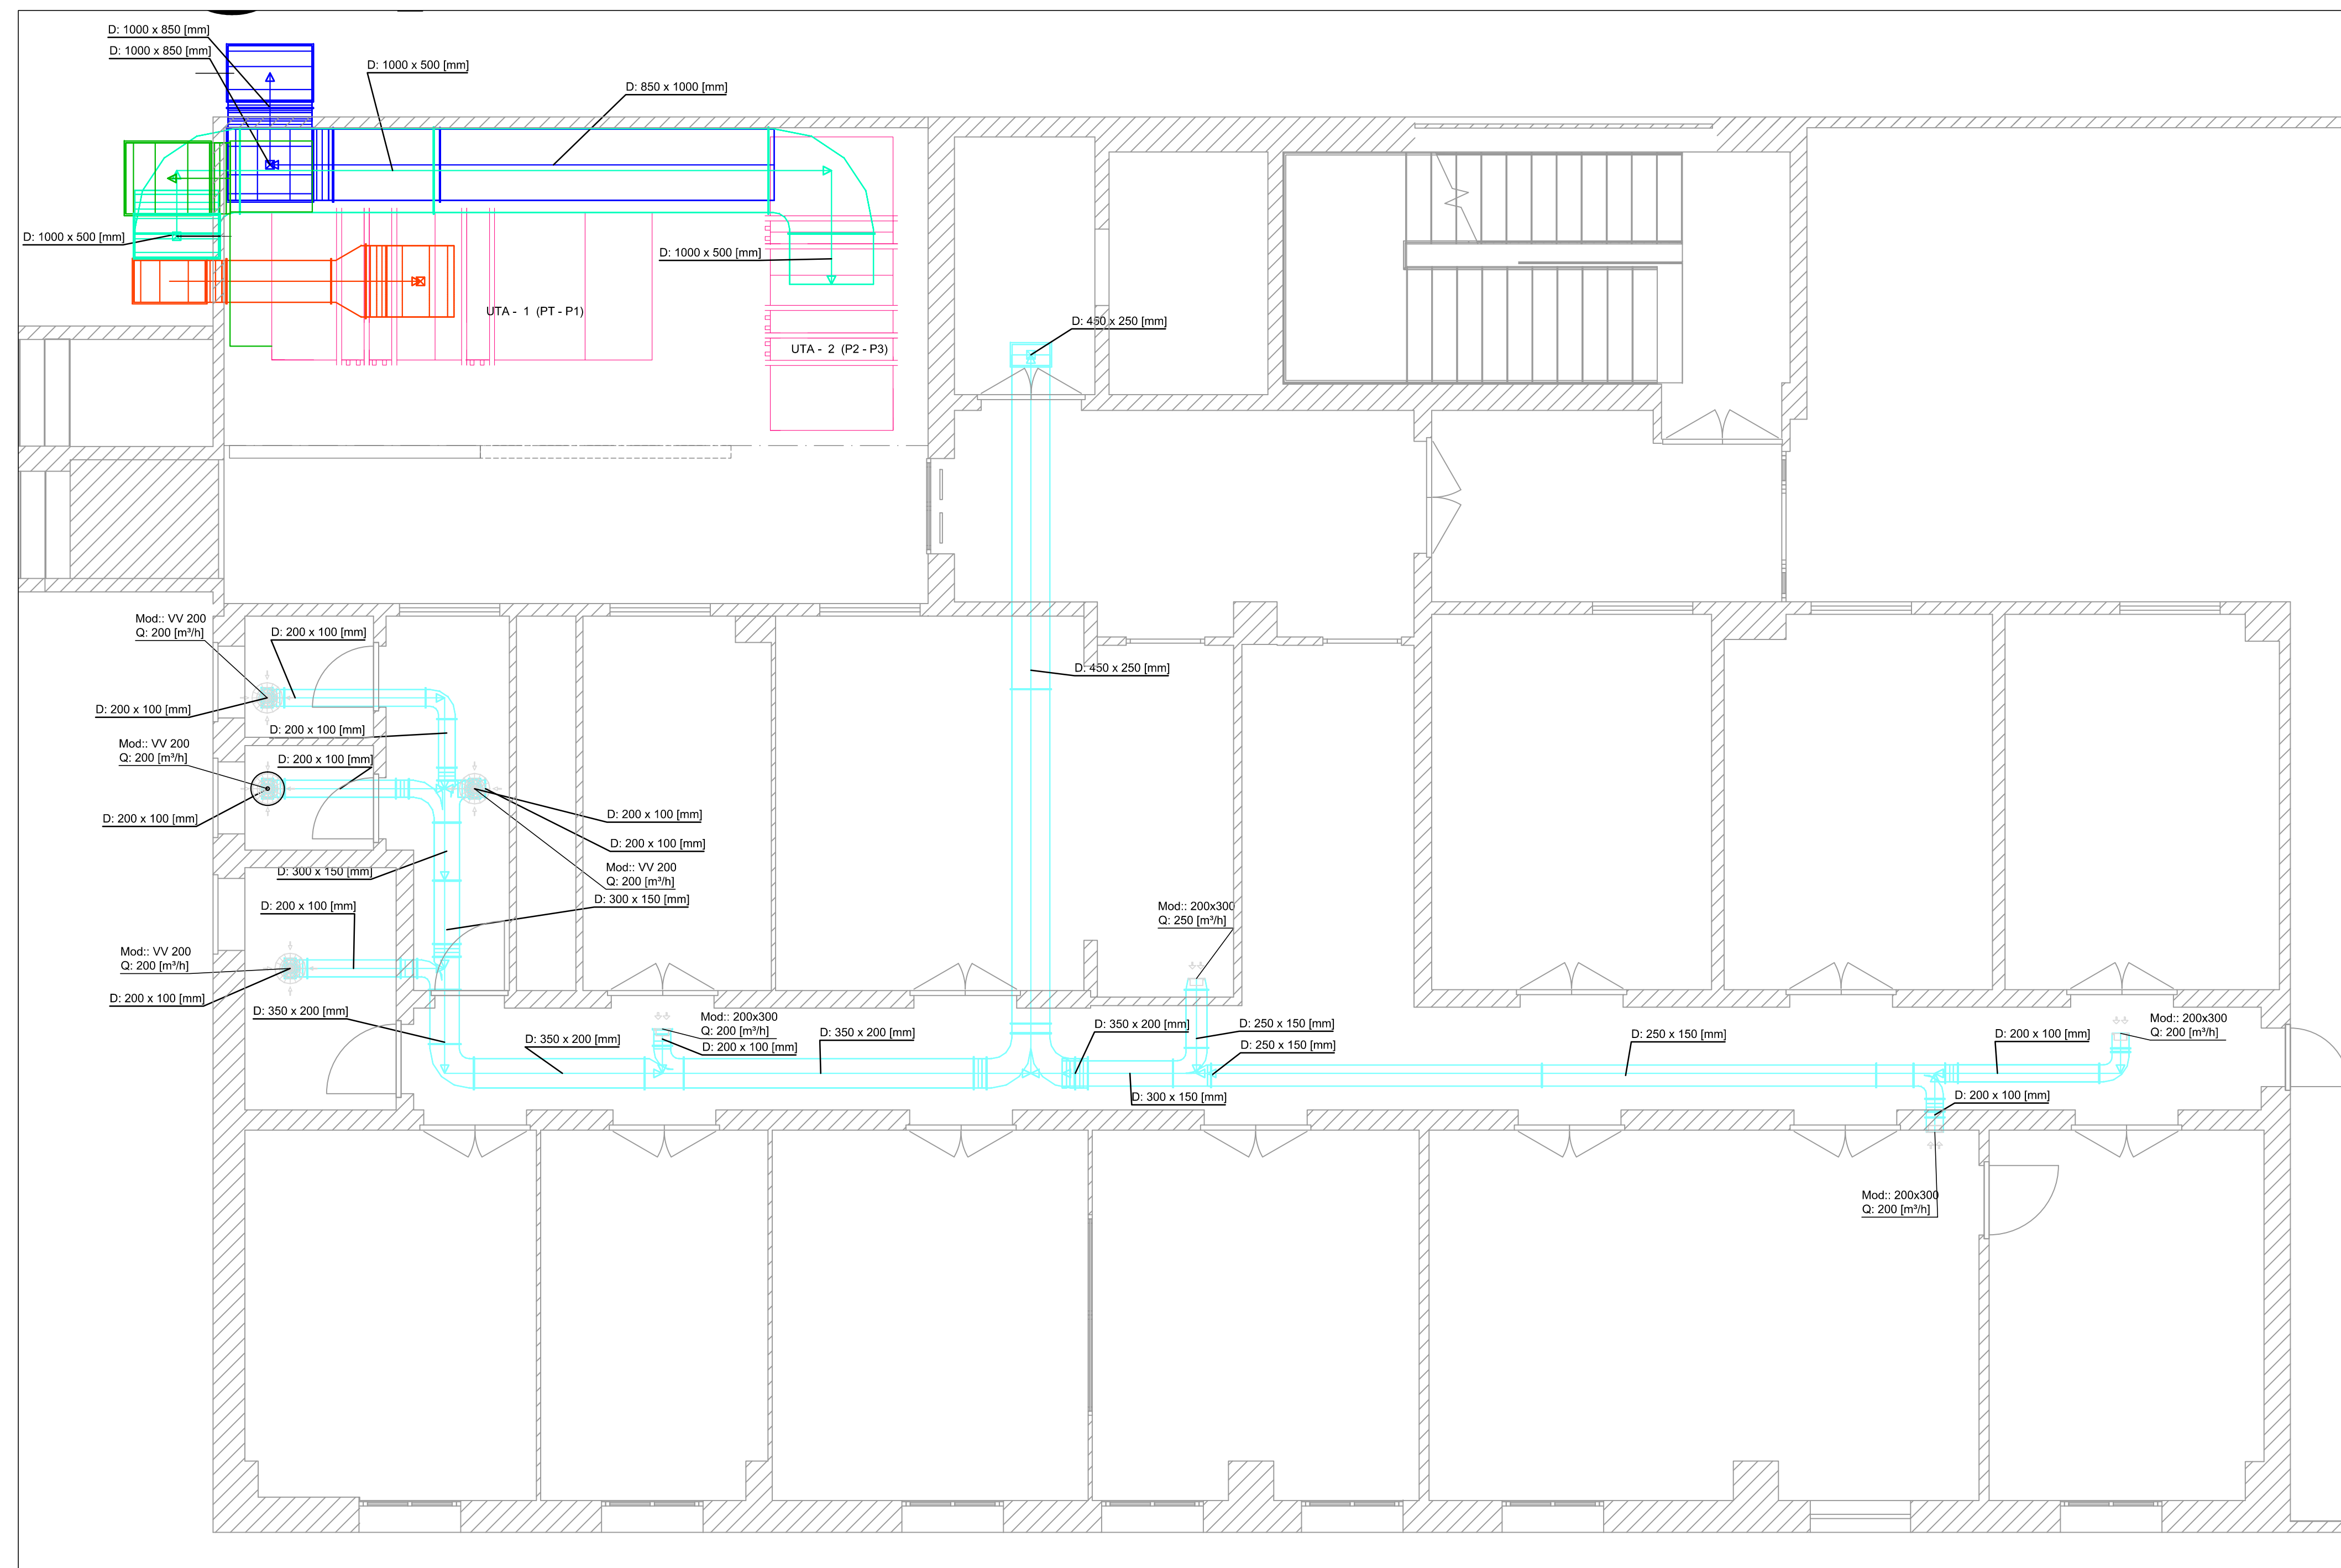 D: 1000 x 850 [mm]
D: 1000 x 850 [mm]
D: 1000 x 500 [mm]
D: 850 x 1000 [mm]
D: 1000 x 500 [mm]
D: 1000 x 500 [mm]
UTA - 1 (PT - P1)
UTA - 2 (P2 - P3)
D: 450 x 250 [mm]
Mod:: VV 200
Q: 200 [m³/h]
D: 200 x 100 [mm]
D: 450 x 250 [mm]
D: 200 x 100 [mm]
D: 200 x 100 [mm]
Mod:: VV 200
Q: 200 [m³/h]
D: 200 x 100 [mm]
D: 200 x 100 [mm]
D: 200 x 100 [mm]
D: 200 x 100 [mm]
Mod:: VV 200
Q: 200 [m³/h]
D: 300 x 150 [mm]
D: 300 x 150 [mm]
D: 200 x 100 [mm]
Mod:: 200x300
Q: 250 [m³/h]
Mod:: VV 200
Q: 200 [m³/h]
D: 200 x 100 [mm]
D: 350 x 200 [mm]
Mod:: 200x300
Q: 200 [m³/h]
D: 200 x 100 [mm]
D: 350 x 200 [mm]
D: 350 x 200 [mm]
D: 350 x 200 [mm]
D: 250 x 150 [mm]
D: 250 x 150 [mm]
D: 250 x 150 [mm]
D: 200 x 100 [mm]
Mod:: 200x300
Q: 200 [m³/h]
D: 300 x 150 [mm]
D: 200 x 100 [mm]
Mod:: 200x300
Q: 200 [m³/h]